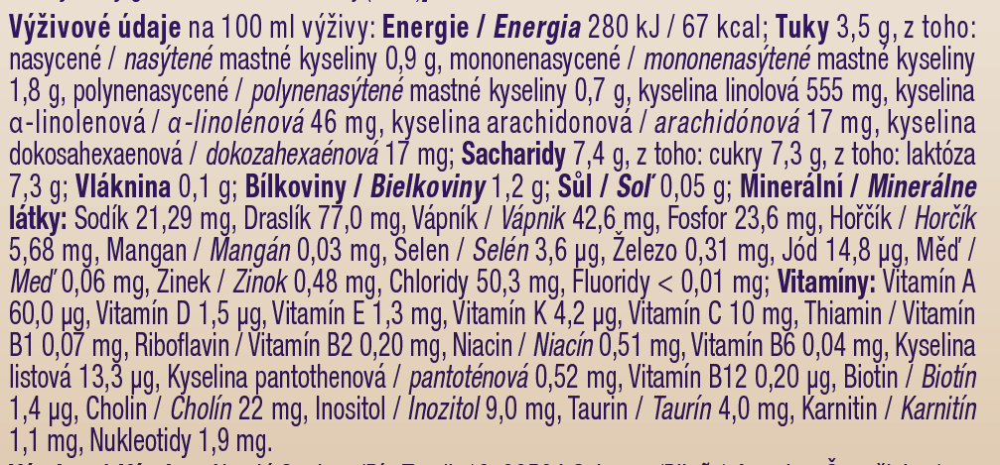 Výživové údaje na 100 ml výživy: Energie / Energia 280 kJ / 67 kcal; Tuky 3,5 g, z toho:
nasycené / nasýtené mastné kyseliny 0,9 g, mononenasycené / mononenasýtené mastné kyseliny
1,8 g, polynenasycené / polynenasýtené mastné kyseliny 0,7 g, kyselina linolová 555 mg, kyselina
α-linolenová / α-linolénová 46 mg, kyselina arachidonová / arachidónová 17 mg, kyselina
dokosahexaenová / dokozahexaénová 17 mg; Sacharidy 7,4 g, z toho: cukry 7,3 g, z toho: laktóza
7,3 g; Vláknina 0,1 g; Bílkoviny / Bielkoviny 1,2 g; Sůl / Soľ 0,05 g; Minerální / Minerálne
látky: Sodík 21,29 mg, Draslík 77,0 mg, Vápník / Vápnik 42,6 mg, Fosfor 23,6 mg, Hořčík / Horčík
5,68 mg, Mangan / Mangán 0,03 mg, Selen / Selén 3,6 µg, Železo 0,31 mg, Jód 14,8 µg, Měď /
Meď 0,06 mg, Zinek / Zinok 0,48 mg, Chloridy 50,3 mg, Fluoridy < 0,01 mg; Vitamíny: Vitamín A
60,0 µg, Vitamín D 1,5 µg, Vitamín E 1,3 mg, Vitamín K 4,2 µg, Vitamín C 10 mg, Thiamin / Vitamín
B1 0,07 mg, Riboflavin / Vitamín B2 0,20 mg, Niacin / Niacín 0,51 mg, Vitamín B6 0,04 mg, Kyselina
listová 13,3 µg, Kyselina pantothenová / pantoténová 0,52 mg, Vitamín B12 0,20 µg, Biotin / Biotín
1,4 µg, Cholin / Cholín 22 mg, Inositol / Inozitol 9,0 mg, Taurin / Taurín 4,0 mg, Karnitin / Karnitín
1,1 mg, Nukleotidy 1,9 mg.